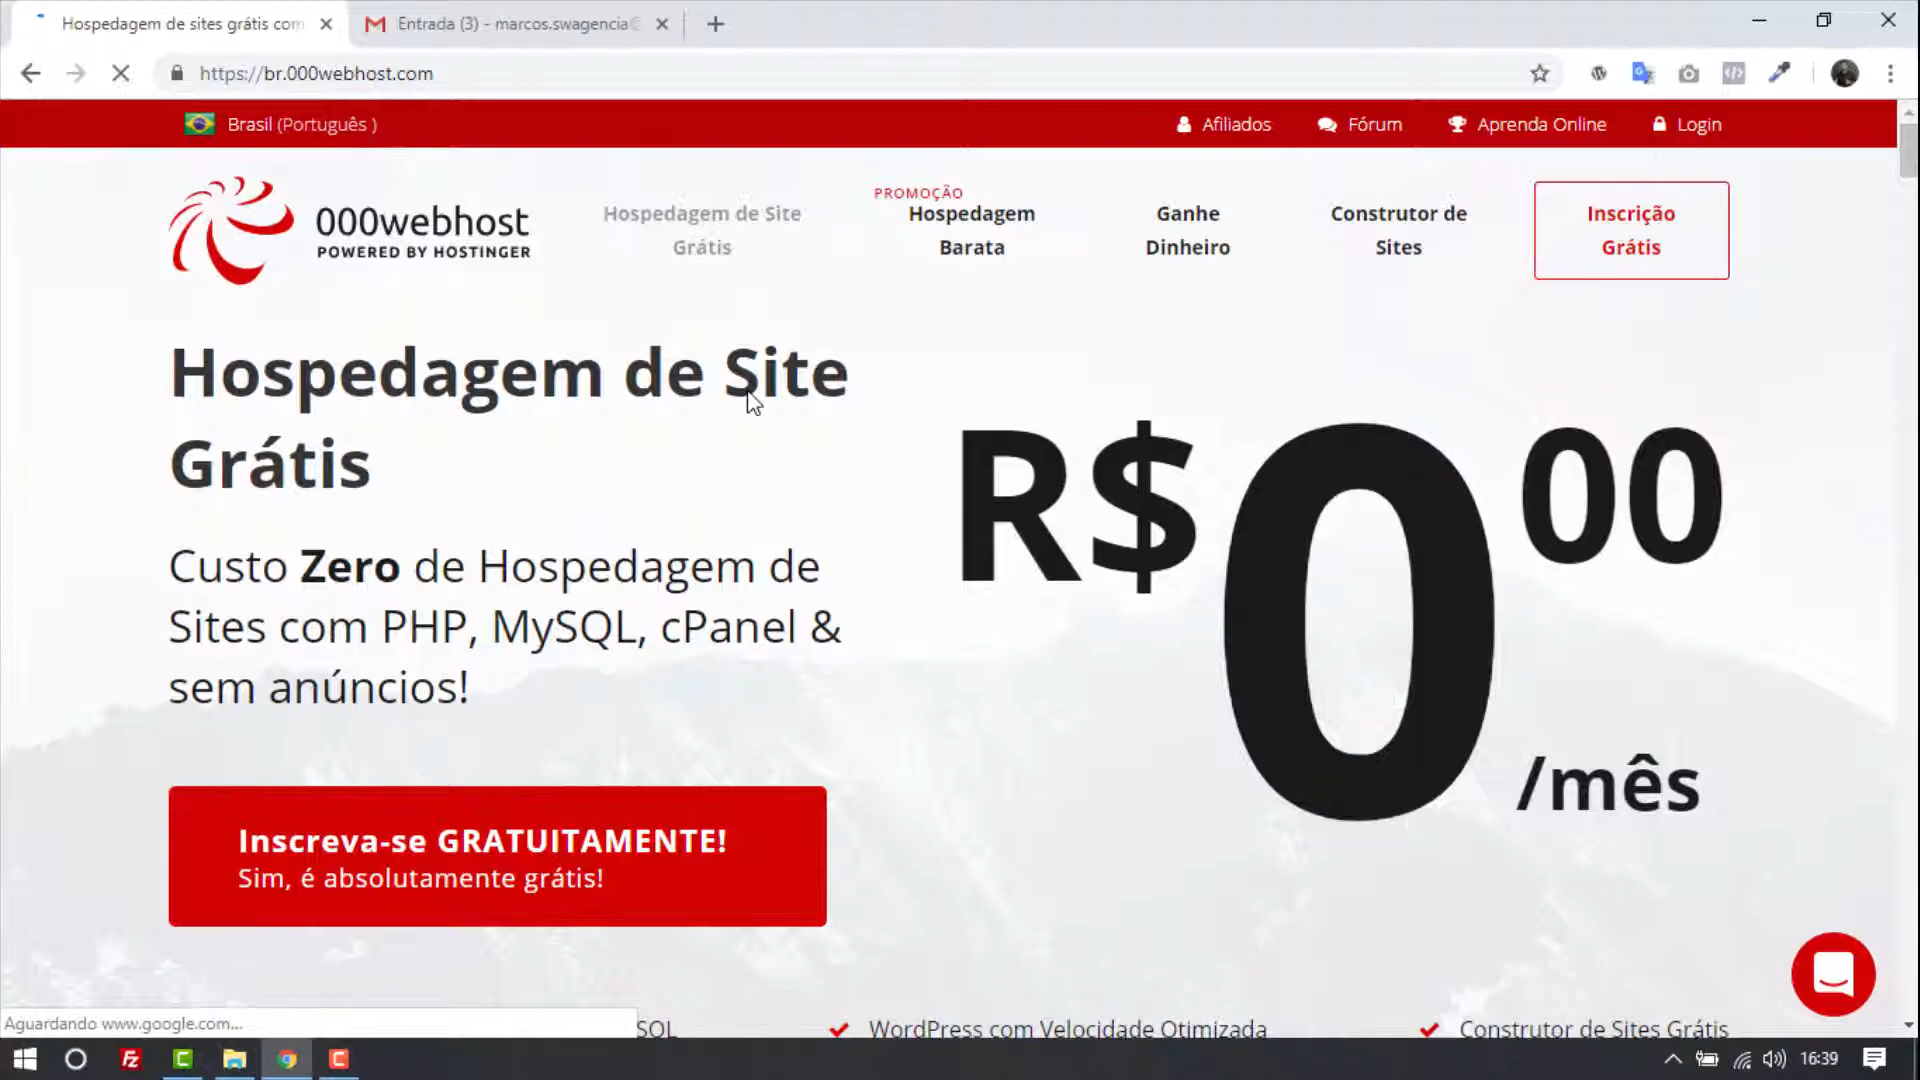 Hospedagem de sites grátis com
Entrada (3) - marcos.swagencia@
https://br.000webhost.com
Brasil (Português )
Afiliados
Fórum
Aprenda Online
Login
000webhost
POWERED BY HOSTINGER
Hospedagem de Site
Grátis
PROMOÇÃO
Hospedagem
Barata
Ganhe
Dinheiro
Construtor de
Sites
Inscrição
Grátis
Hospedagem de Site
Grátis
Custo Zero de Hospedagem de
Sites com PHP, MySQL, cPanel &
sem anúncios!
R$000
/mês
Inscreva-se GRATUITAMENTE!
Sim, é absolutamente grátis!
Aguardando www.google.com...
SQL
WordPress com Velocidade Otimizada
Construtor de Sites Grátis
16:39